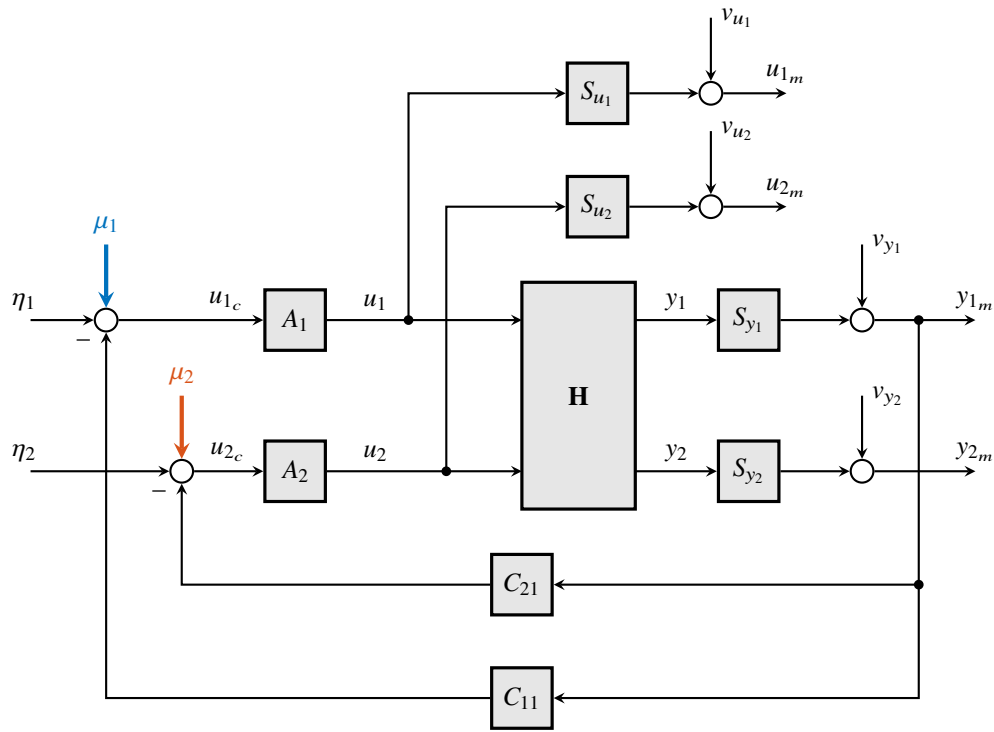 v_{u_1}
S_{u_1} u_{1_m}
v_{u_2}
S_{u_2} u_{2_m}
μ_1
v_{y_1}
η_1 u_{1_c} A_1 u_1 y_1 S_{y_1} y_{1_m}
−
μ_2
H
v_{y_2}
η_2 u_{2_c} A_2 u_2 y_2 S_{y_2} y_{2_m}
−
C_{21}
C_{11}